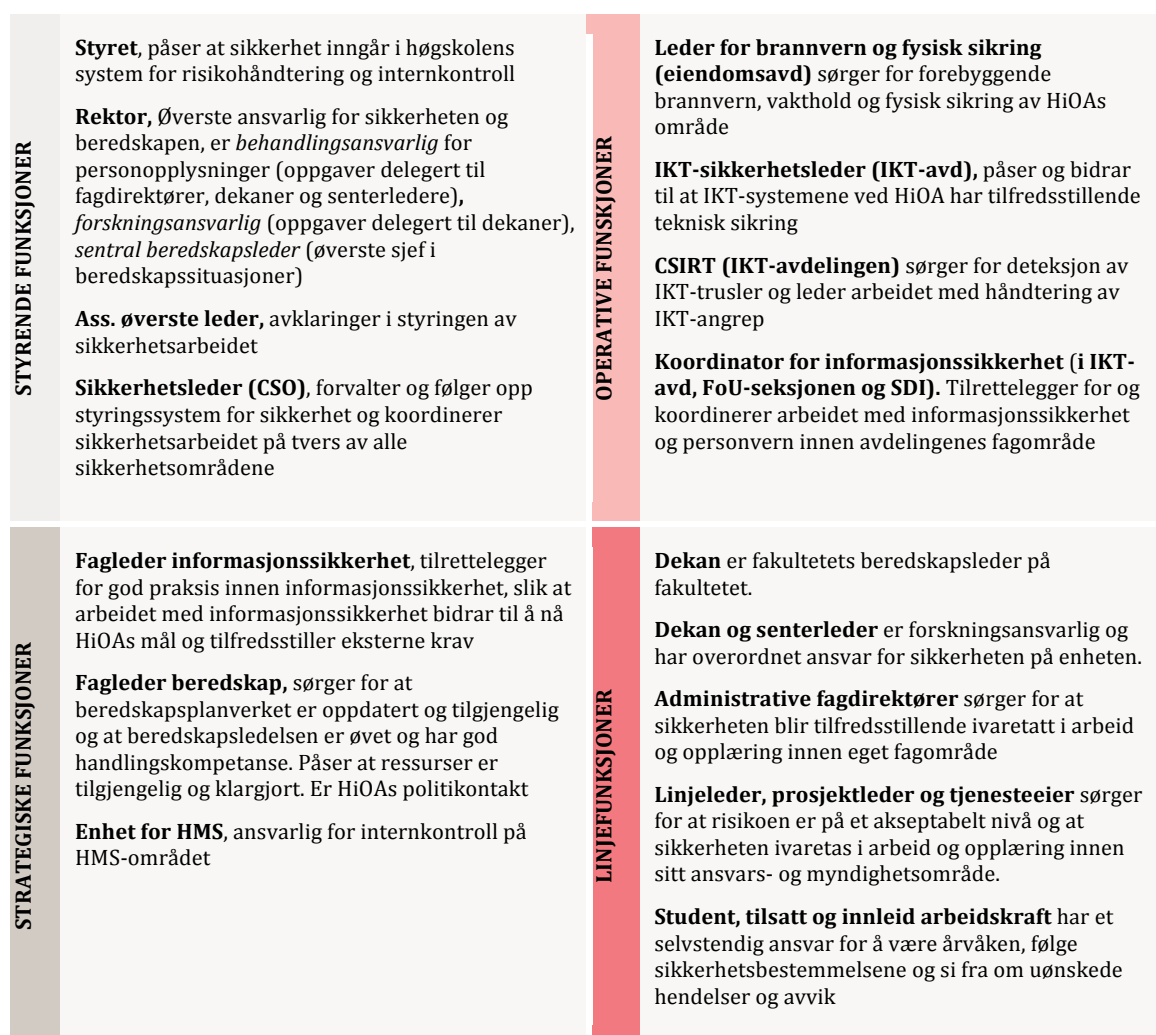 STYRENDE FUNKSJONER
Styret, påser at sikkerhet inngår i høgskolens
system for risikohåndtering og internkontroll
Rektor, Øverste ansvarlig for sikkerheten og
beredskapen, er behandlingsansvarlig for
personopplysninger (oppgaver delegert til
fagdirektører, dekaner og senterledere),
forskningsansvarlig (oppgaver delegert til dekaner),
sentral beredskapsleder (øverste sjef i
beredskapssituasjoner)
Ass. øverste leder, avklaringer i styringen av
sikkerhetsarbeidet
Sikkerhetsleder (CSO), forvalter og følger opp
styringssystem for sikkerhet og koordinerer
sikkerhetsarbeidet på tvers av alle
sikkerhetsområdene
OPERATIVE FUNSKJONER
Leder for brannvern og fysisk sikring
(eiendomsavd) sørger for forebyggende
brannvern, vakthold og fysisk sikring av HiOAs
område
IKT-sikkerhetsleder (IKT-avd), påser og bidrar
til at IKT-systemene ved HiOA har tilfredsstillende
teknisk sikring
CSIRT (IKT-avdelingen) sørger for deteksjon av
IKT-trusler og leder arbeidet med håndtering av
IKT-angrep
Koordinator for informasjonssikkerhet (i IKT-
avd, FoU-seksjonen og SDI). Tilrettelegger for og
koordinerer arbeidet med informasjonssikkerhet
og personvern innen avdelingenes fagområde
STRATEGISKE FUNKSJONER
Fagleder informasjonssikkerhet, tilrettelegger
for god praksis innen informasjonssikkerhet, slik at
arbeidet med informasjonssikkerhet bidrar til å nå
HiOAs mål og tilfredsstiller eksterne krav
Fagleder beredskap, sørger for at
beredskapsplanverket er oppdatert og tilgjengelig
og at beredskapsledelsen er øvet og har god
handlingskompetanse. Påser at ressurser er
tilgjengelig og klargjort. Er HiOAs politikontakt
Enhet for HMS, ansvarlig for internkontroll på
HMS-området
LINJEFUNKSJONER
Dekan er fakultetets beredskapsleder på
fakultetet.
Dekan og senterleder er forskningsansvarlig og
har overordnet ansvar for sikkerheten på enheten.
Administrative fagdirektører sørger for at
sikkerheten blir tilfredsstillende ivaretatt i arbeid
og opplæring innen eget fagområde
Linjeleder, prosjektleder og tjenesteeier sørger
for at risikoen er på et akseptabelt nivå og at
sikkerheten ivaretas i arbeid og opplæring innen
sitt ansvars- og myndighetsområde.
Student, tilsatt og innleid arbeidskraft har et
selvstendig ansvar for å være årvåken, følge
sikkerhetsbestemmelsene og si fra om uønskede
hendelser og avvik